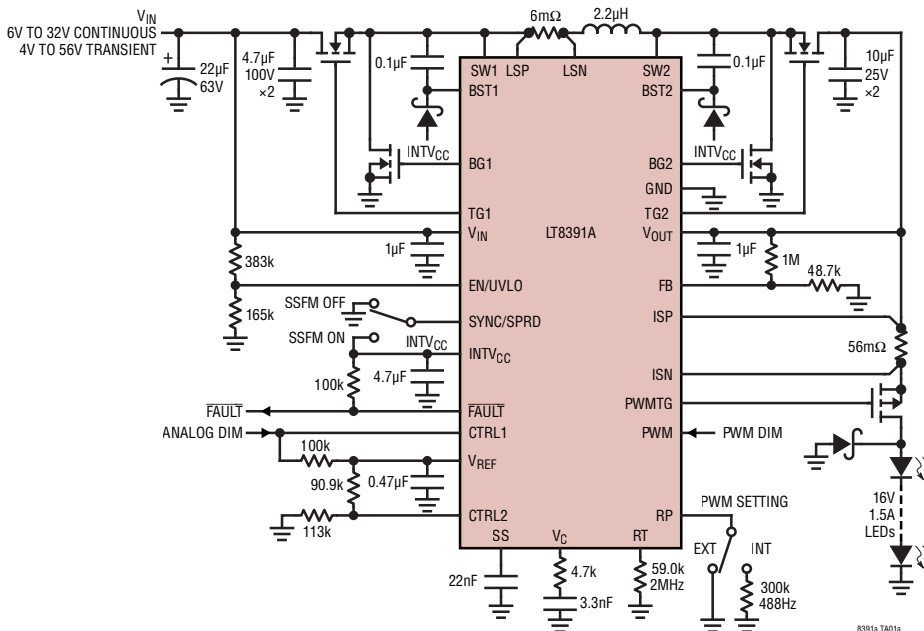 V_IN
6V TO 32V CONTINUOUS
4V TO 56V TRANSIENT
+
22µF
63V
4.7µF
100V
×2
0.1µF
6mΩ
2.2µH
0.1µF
10µF
25V
×2
SW1
LSP
LSN
SW2
BST1
BST2
INTV_CC
INTV_CC
BG1
BG2
GND
TG1
TG2
V_IN
LT8391A
V_OUT
1µF
1µF
383k
1M
48.7k
EN/UVLO
FB
165k
SSFM OFF
ISP
SYNC/SPRD
SSFM ON
INTV_CC
INTV_CC
56mΩ
ISN
100k
4.7µF
PWMTG
FAULT
FAULT
ANALOG DIM
CTRL1
PWM
PWM DIM
100k
V_REF
90.9k
0.47µF
16V
1.5A
LEDs
PWM SETTING
113k
CTRL2
RP
SS
V_C
RT
EXT
INT
22nF
4.7k
3.3nF
59.0k
2MHz
300k
488Hz
8391a TA01a